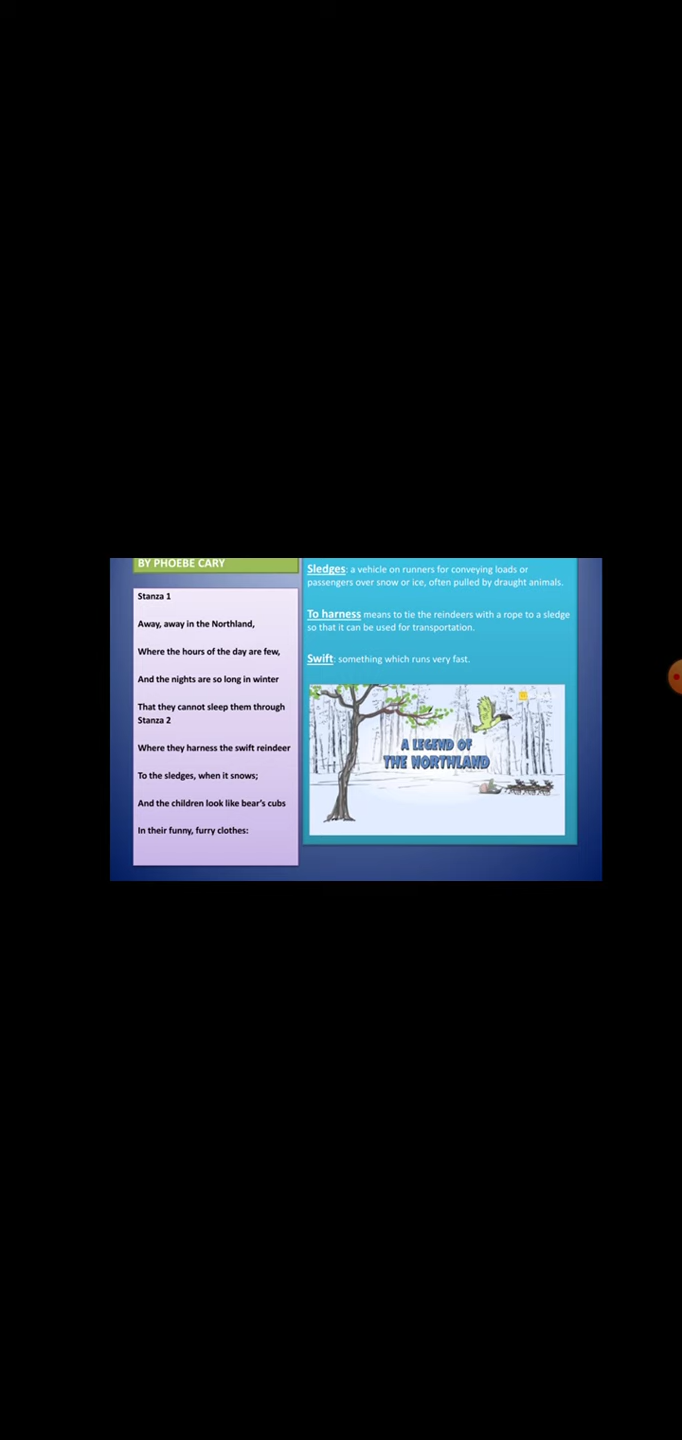 BY PHOEBE CARY
Stanza 1
Away, away in the Northland,
Where the hours of the day are few,
And the nights are so long in winter
That they cannot sleep them through
Stanza 2
Where they harness the swift reindeer
To the sledges, when it snows;
And the children look like bear's cubs
In their funny, furry clothes:
Sledges: a vehicle on runners for conveying loads or
passengers over snow or ice, often pulled by draught animals.
To harness means to tie the reindeers with a rope to a sledge
so that it can be used for transportation.
Swift: something which runs very fast.
A LEGEND OF
THE NORTHLAND